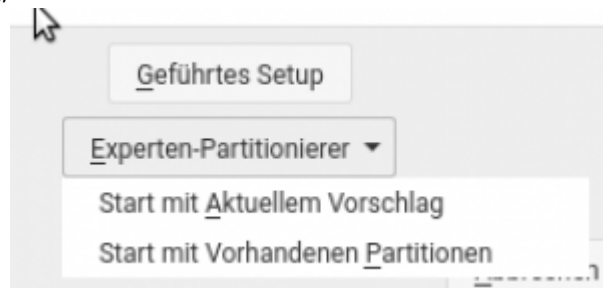 Geführtes Setup
Experten-Partitionierer
Start mit Aktuellem Vorschlag
Start mit Vorhandenen Partitionen